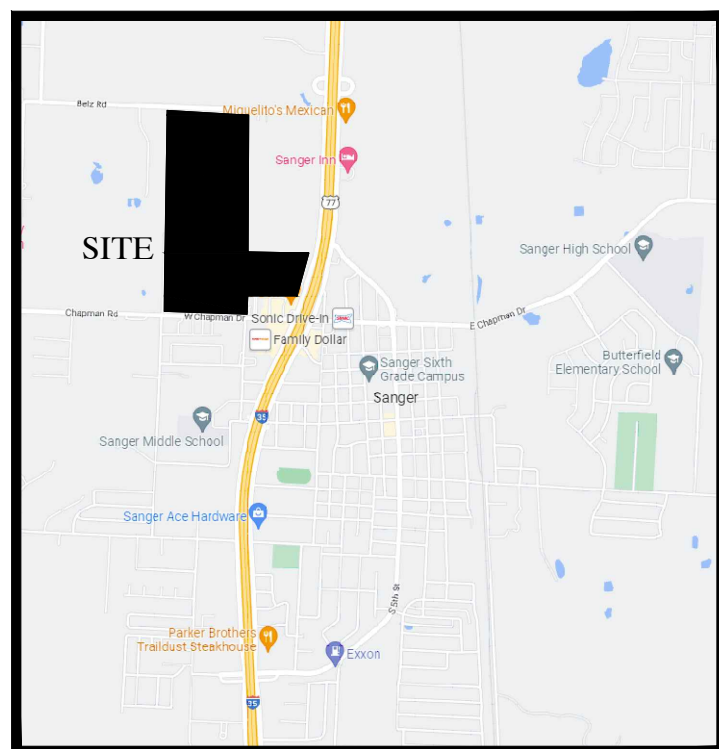 Belz Rd
Miguelito's Mexican
Sanger Inn
77
SITE
Sanger High School
Chapman Rd
W Chapman Dr
Sonic Drive-In
E Chapman Dr
Family Dollar
Butterfield
Elementary School
Sanger Sixth
Grade Campus
Sanger
35
Sanger Middle School
Sanger Ace Hardware
S 5th St
Parker Brothers
Traildust Steakhouse
Exxon
35